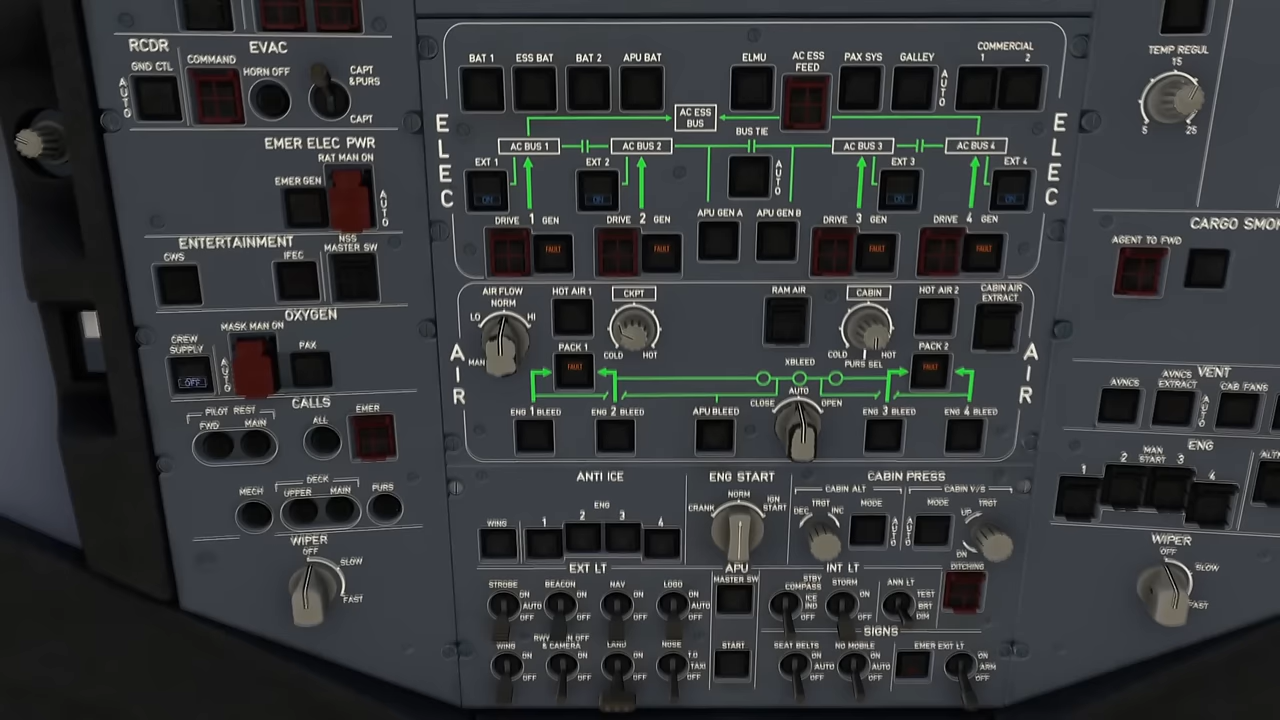 RCDR
EVAC
GND CTL
COMMAND
HORN OFF
CAPT & PURS
CAPT
AUTO
EMER ELEC PWR
RAT MAN ON
EMER GEN
AUTO
ENTERTAINMENT
CWS
IFEC
NSS MASTER SW
OXYGEN
MASK MAN ON
CREW SUPPLY
AUTO
PAX
OFF
CALLS
PILOT REST
FWD
MAIN
ALL
EMER
DECK
MECH
UPPER
MAIN
PURS
WIPER
OFF
SLOW
FAST
ELEC
BAT 1
ESS BAT
BAT 2
APU BAT
ELMU
AC ESS FEED
PAX SYS
GALLEY
AUTO
COMMERCIAL
1
2
ELEC
AC ESS BUS
BUS TIE
AC BUS 1
AC BUS 2
AC BUS 3
AC BUS 4
EXT 1
EXT 2
AUTO
EXT 3
EXT 4
ON
ON
ON
ON
DRIVE 1 GEN
DRIVE 2 GEN
APU GEN A
APU GEN B
DRIVE 3 GEN
DRIVE 4 GEN
FAULT
FAULT
FAULT
FAULT
AIR
AIR FLOW
NORM
LO
HI
MAN
HOT AIR 1
CKPT
COLD
HOT
RAM AIR
CABIN
COLD
HOT
PURS SEL
HOT AIR 2
CABIN AIR EXTRACT
AIR
PACK 1
FAULT
PACK 2
FAULT
XBLEED
AUTO
CLOSE
OPEN
ENG 1 BLEED
ENG 2 BLEED
APU BLEED
ENG 3 BLEED
ENG 4 BLEED
ANTI ICE
WING
ENG
1
2
3
4
ENG START
NORM
CRANK
IGN START
CABIN PRESS
CABIN ALT
TRGT
DEC
INC
MODE
AUTO
CABIN V/S
MODE
AUTO
TRGT
UP
DN
EXT LT
STROBE
ON
AUTO
OFF
BEACON
ON
OFF
NAV
ON
OFF
LOGO
ON
AUTO
OFF
WING
ON
OFF
& CAMERA
ON
OFF
LAND
ON
OFF
NOSE
T.O
TAXI
OFF
APU
MASTER SW
START
INT LT
STBY COMPASS
ICE IND
OFF
STORM
ON
OFF
ANN LT
TEST
BRT
DIM
DITCHING
SIGNS
SEAT BELTS
ON
AUTO
OFF
NO MOBILE
ON
AUTO
OFF
EMER EXIT LT
ON
ARM
OFF
TEMP REGUL
15
5
25
CARGO SMO
AGENT TO FWD
VENT
AVNCS
AVNCS EXTRACT
AUTO
CAB FANS
ENG
MAN START
1
2
3
4
WIPER
OFF
SLOW
FAST